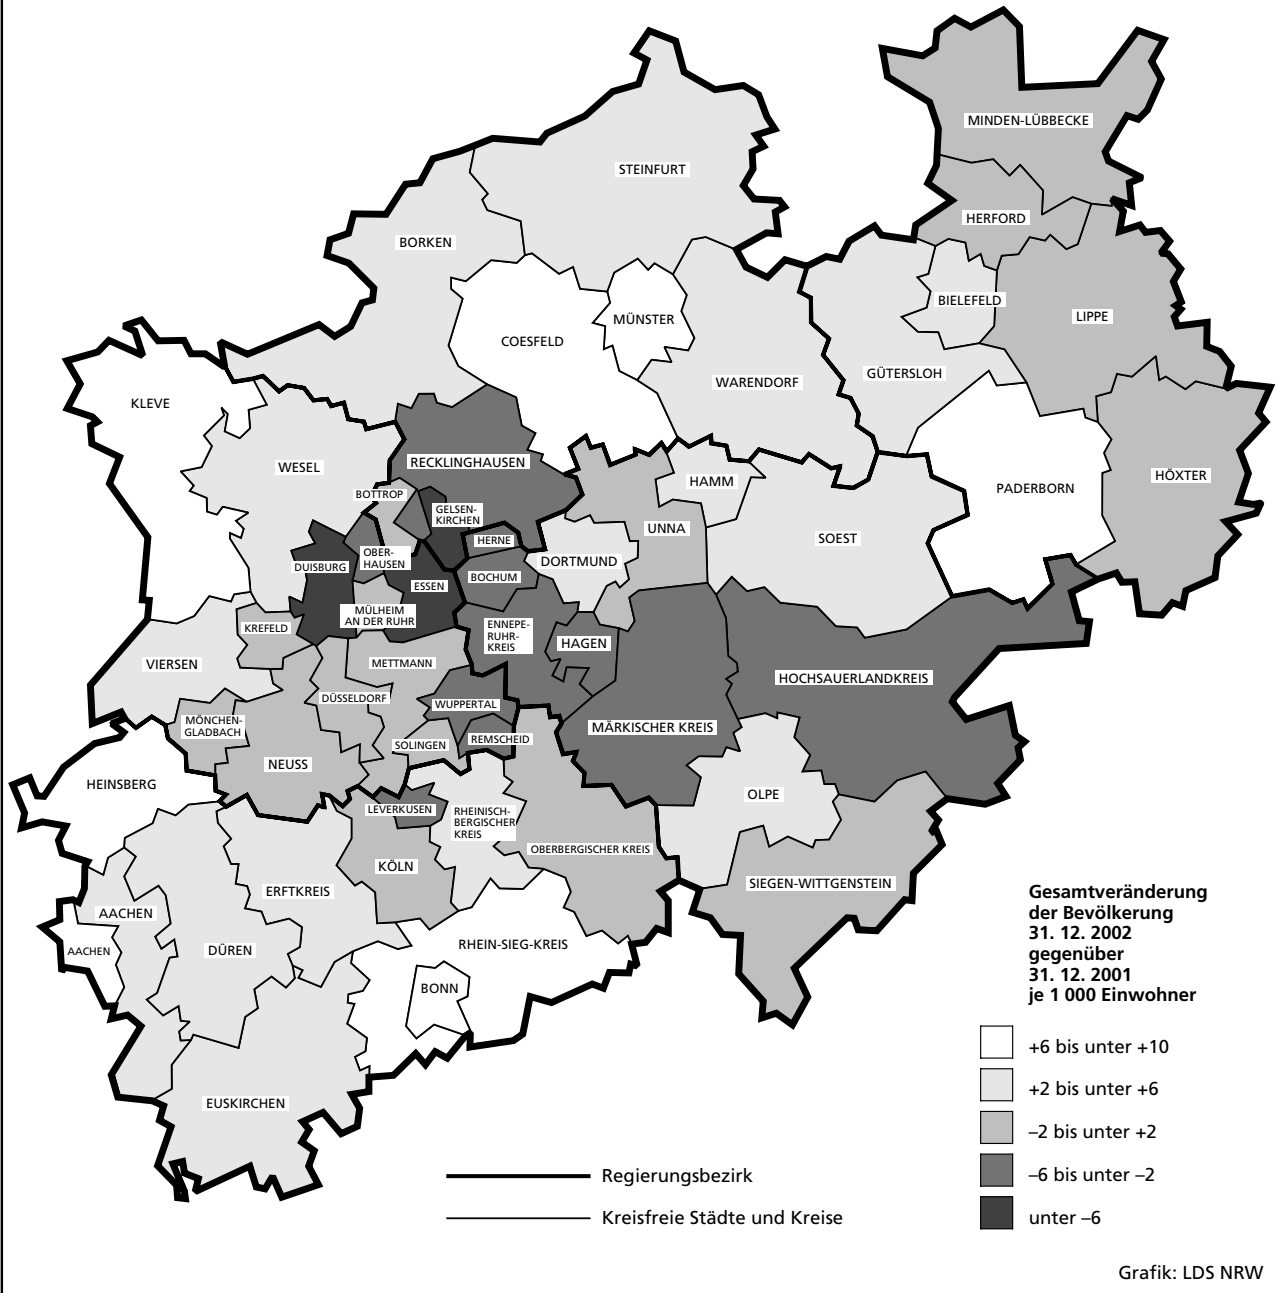 MINDEN-LÜBBECKE
STEINFURT
HERFORD
BORKEN
BIELEFELD
LIPPE
MÜNSTER
COESFELD
GÜTERSLOH
WARENDORF
KLEVE
RECKLINGHAUSEN
WESEL
HÖXTER
HAMM
PADERBORN
BOTTROP
GELSEN-
KIRCHEN
UNNA
SOEST
HERNE
OBER-
HAUSEN
DORTMUND
DUISBURG
BOCHUM
ESSEN
MÜLHEIM
AN DER RUHR
KREFELD
ENNEPE-
RUHR-
KREIS
HAGEN
VIERSEN
METTMANN
HOCHSAUERLANDKREIS
DÜSSELDORF
WUPPERTAL
MÖNCHEN-
GLADBACH
MÄRKISCHER KREIS
REMSCHEID
SOLINGEN
NEUSS
HEINSBERG
OLPE
LEVERKUSEN
RHEINISCH-
BERGISCHER
KREIS
OBERBERGISCHER KREIS
KÖLN
SIEGEN-WITTGENSTEIN
ERFTKREIS
AACHEN
RHEIN-SIEG-KREIS
AACHEN
DÜREN
BONN
EUSKIRCHEN
Gesamtveränderung
der Bevölkerung
31. 12. 2002
gegenüber
31. 12. 2001
je 1 000 Einwohner
+6 bis unter +10
+2 bis unter +6
–2 bis unter +2
–6 bis unter –2
unter –6
Regierungsbezirk
Kreisfreie Städte und Kreise
Grafik: LDS NRW